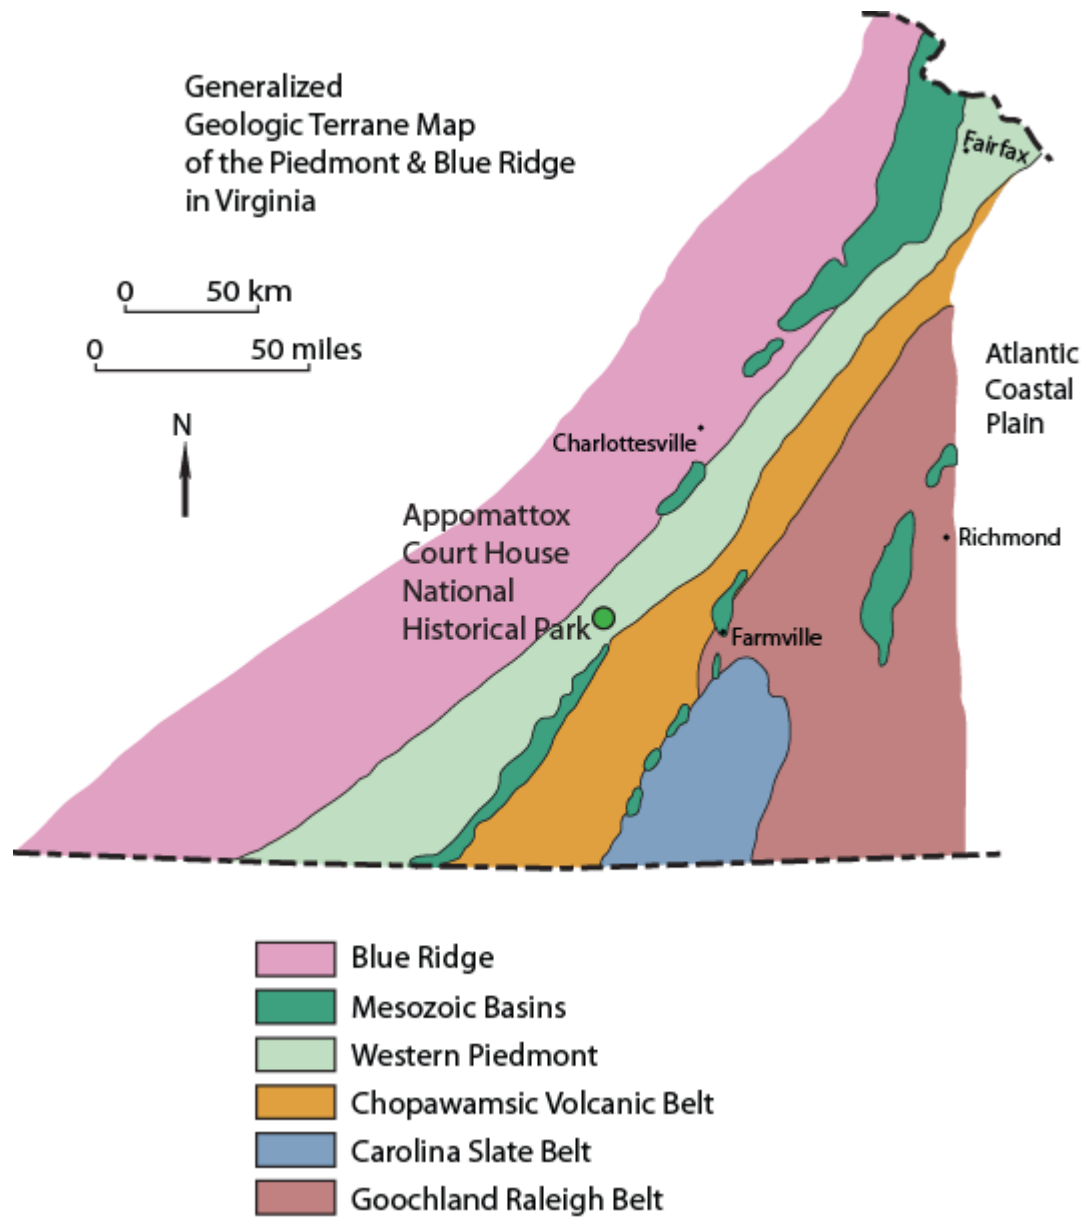 Generalized
Geologic Terrane Map
of the Piedmont & Blue Ridge
in Virginia
Fairfax
0 50 km
0 50 miles
Atlantic
Coastal
Plain
N
Charlottesville
Appomattox
Court House
National
Historical Park
Richmond
Farmville
Blue Ridge
Mesozoic Basins
Western Piedmont
Chopawamsic Volcanic Belt
Carolina Slate Belt
Goochland Raleigh Belt